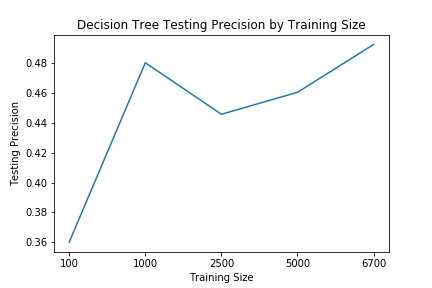 Decision Tree Testing Precision by Training Size
0.48
0.46
0.44
0.42
0.40
0.38
0.36
Testing Precision
100 1000 2500 5000 6700
Training Size